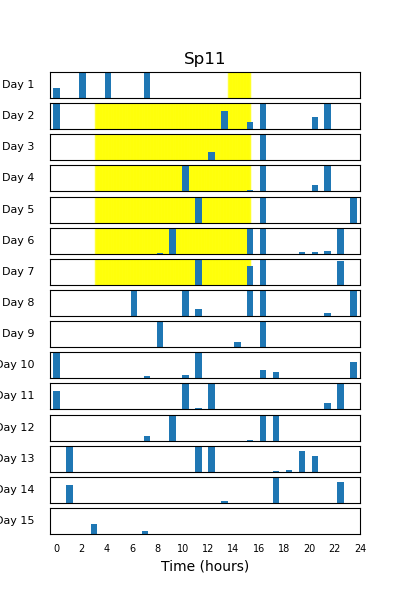 Sp11
Day 1
Day 2
Day 3
Day 4
Day 5
Day 6
Day 7
Day 8
Day 9
Day 10
Day 11
Day 12
Day 13
Day 14
Day 15
0 2 4 6 8 10 12 14 16 18 20 22 24
Time (hours)